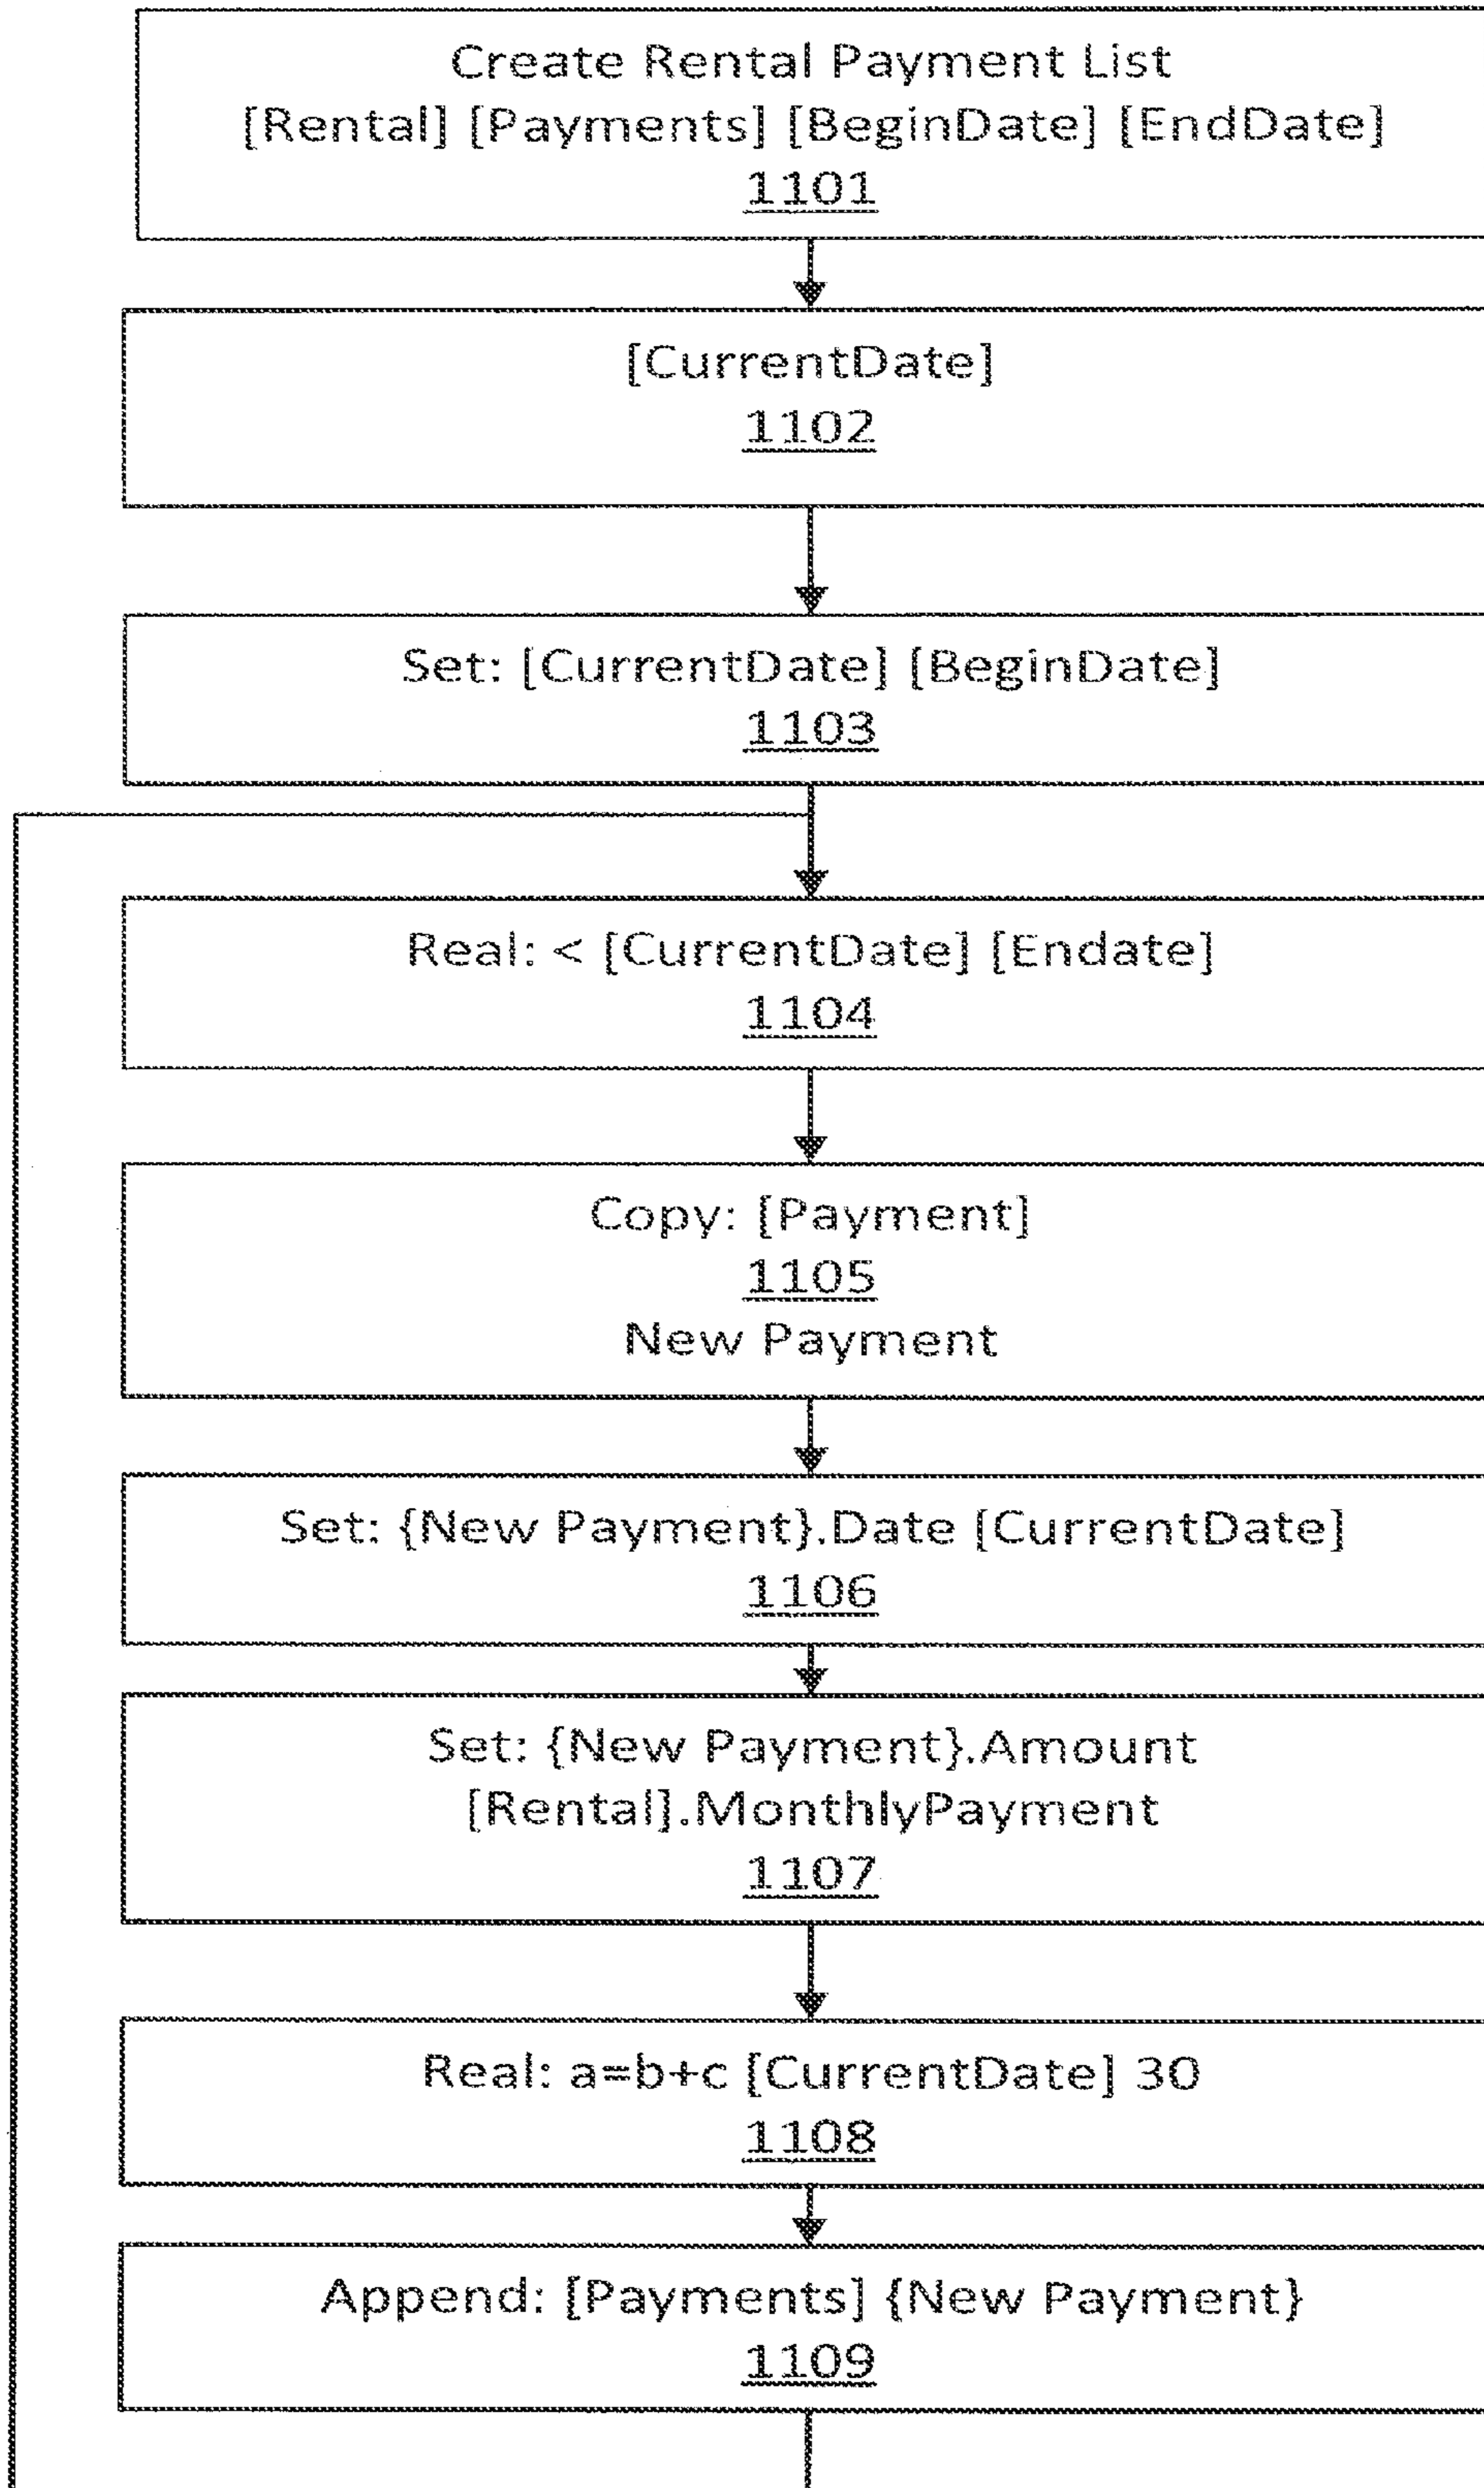 Create Rental Payment List
[Rental] [Payments] [BeginDate] [EndDate]
1101
[CurrentDate]
1102
Set: [CurrentDate] [BeginDate]
1103
Real: < [CurrentDate] [Endate]
1104
Copy: [Payment]
1105
New Payment
Set: {New Payment}.Date [CurrentDate]
1106
Set: {New Payment}.Amount
[Rental].MonthlyPayment
1107
Real: a=b+c [CurrentDate] 30
1108
Append: [Payments] {New Payment}
1109